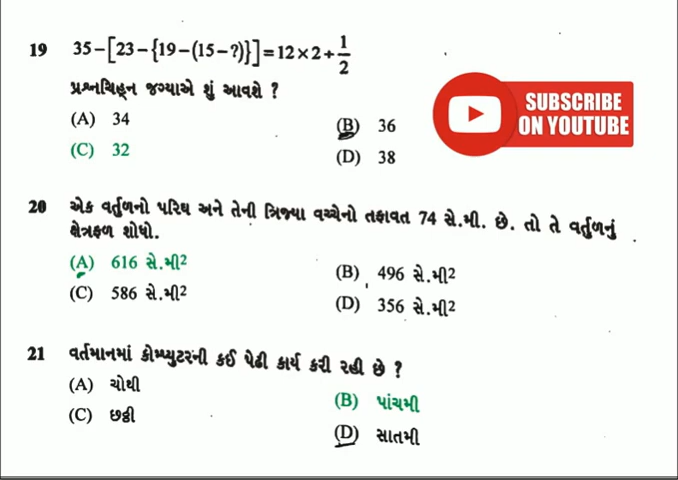 19 35-[23-{19-(15-?)}]=12×2÷1/2
પ્રશ્નચિહ્ન જગ્યાએ શું આવશે ?
(A) 34
(B) 36
(C) 32
(D) 38
SUBSCRIBE
ON YOUTUBE
20 એક વર્તુળનો પરિઘ અને તેની ત્રિજ્યા વચ્ચેનો તફાવત 74 સે.મી. છે. તો તે વર્તુળનું
ક્ષેત્રફળ શોધો.
(A) 616 સે.મી²
(B) 496 સે.મી²
(C) 586 સે.મી²
(D) 356 સે.મી²
21 વર્તમાનમાં કોમ્પ્યુટરની કઈ પેઢી કાર્ય કરી રહી છે ?
(A) ચોથી
(B) પાંચમી
(C) છઠ્ઠી
(D) સાતમી